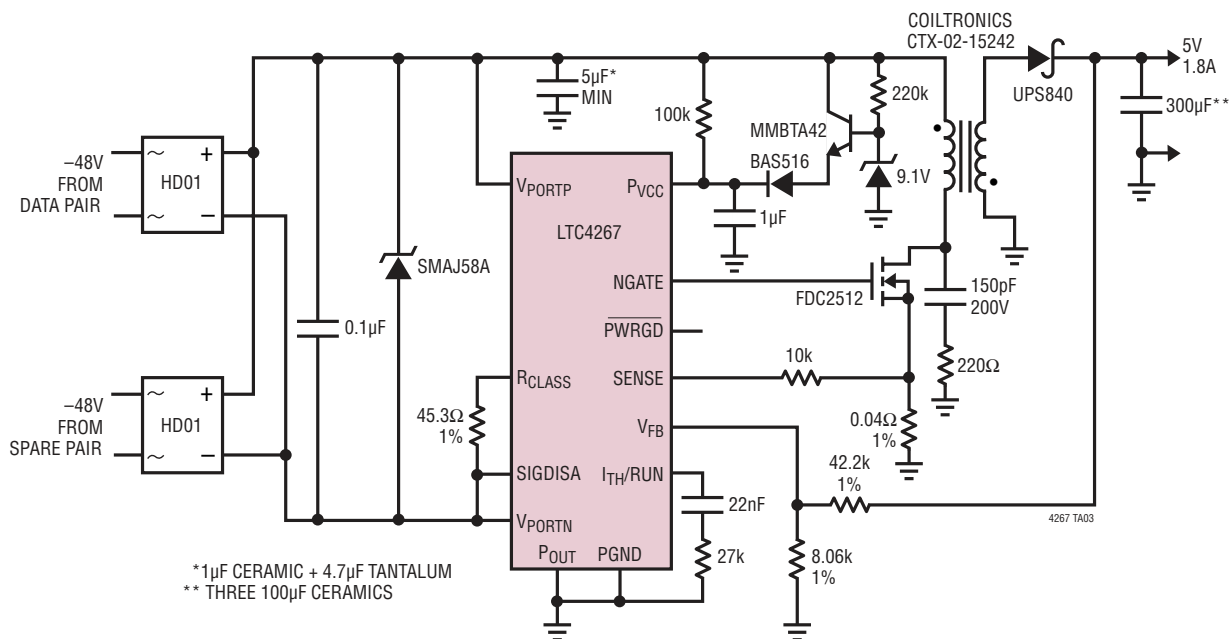 COILTRONICS
CTX-02-15242
5V
1.8A
UPS840
300µF**
5µF*
MIN
100k
220k
MMBTA42
BAS516
9.1V
1µF
–48V
FROM
DATA PAIR
~
~
+
–
HD01
SMAJ58A
0.1µF
–48V
FROM
SPARE PAIR
~
~
+
–
HD01
45.3Ω
1%
LTC4267
VPORTP
PVCC
NGATE
PWRGD
RCLASS
SENSE
VFB
SIGDISA
ITH/RUN
VPORTN
POUT
PGND
FDC2512
150pF
200V
220Ω
10k
0.04Ω
1%
42.2k
1%
22nF
27k
8.06k
1%
4267 TA03
*1µF CERAMIC + 4.7µF TANTALUM
** THREE 100µF CERAMICS